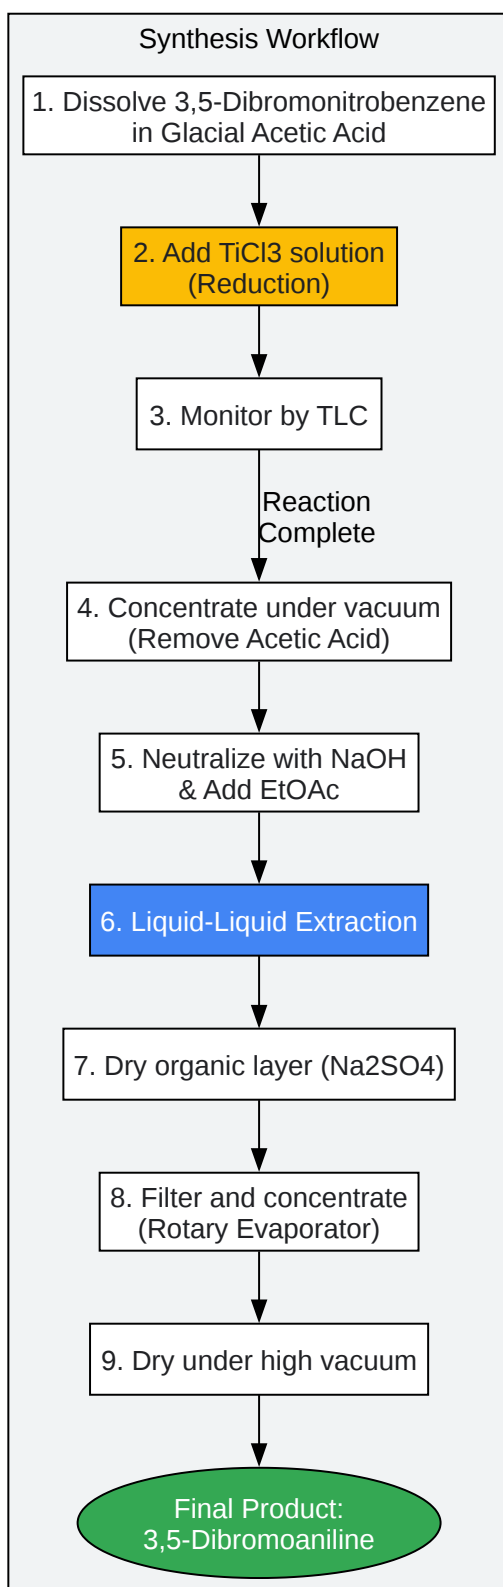 Synthesis Workflow
1. Dissolve 3,5-Dibromonitrobenzene
in Glacial Acetic Acid
2. Add TiCl3 solution
(Reduction)
3. Monitor by TLC
Reaction
Complete
4. Concentrate under vacuum
(Remove Acetic Acid)
5. Neutralize with NaOH
& Add EtOAc
6. Liquid-Liquid Extraction
7. Dry organic layer (Na2SO4)
8. Filter and concentrate
(Rotary Evaporator)
9. Dry under high vacuum
Final Product:
3,5-Dibromoaniline